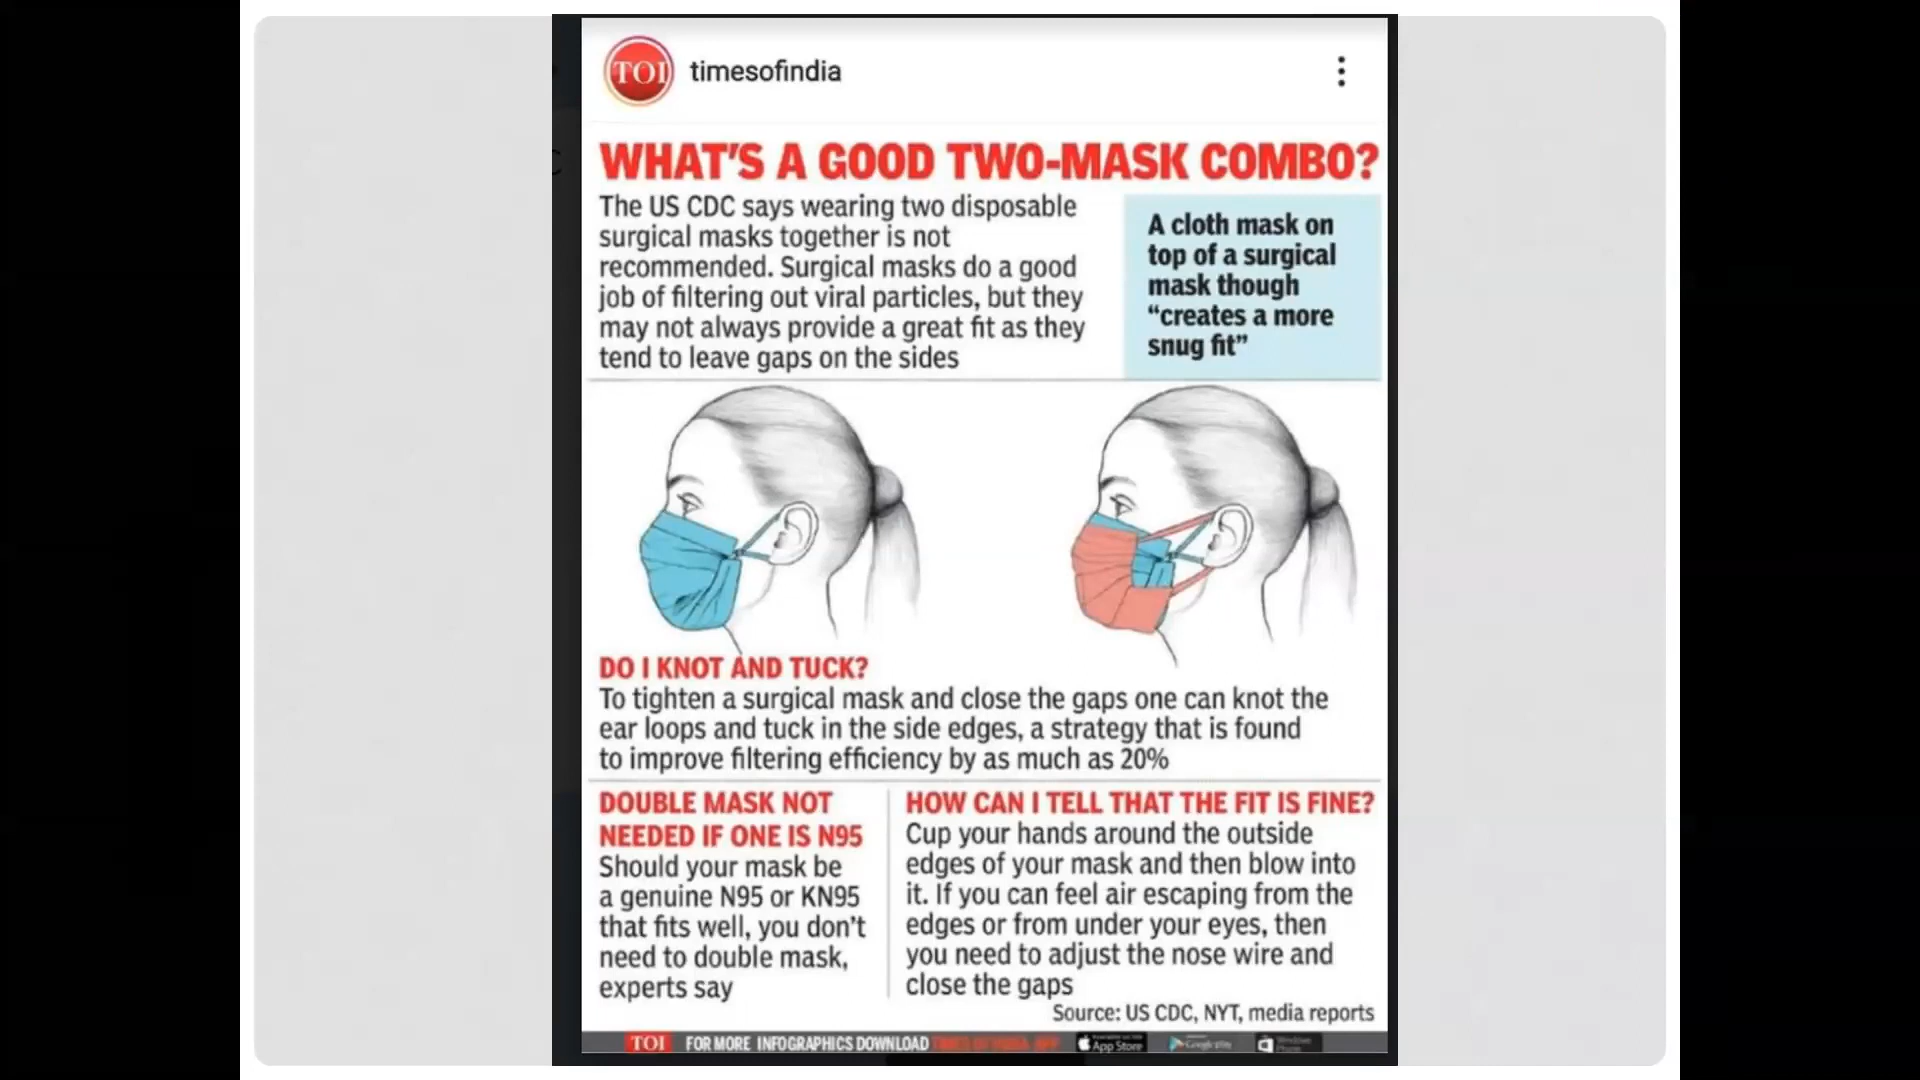 TOI timesofindia
WHAT'S A GOOD TWO-MASK COMBO?
The US CDC says wearing two disposable
surgical masks together is not
recommended. Surgical masks do a good
job of filtering out viral particles, but they
may not always provide a great fit as they
tend to leave gaps on the sides
A cloth mask on
top of a surgical
mask though
“creates a more
snug fit”
DO I KNOT AND TUCK?
To tighten a surgical mask and close the gaps one can knot the
ear loops and tuck in the side edges, a strategy that is found
to improve filtering efficiency by as much as 20%
DOUBLE MASK NOT
NEEDED IF ONE IS N95
Should your mask be
a genuine N95 or KN95
that fits well, you don't
need to double mask,
experts say
HOW CAN I TELL THAT THE FIT IS FINE?
Cup your hands around the outside
edges of your mask and then blow into
it. If you can feel air escaping from the
edges or from under your eyes, then
you need to adjust the nose wire and
close the gaps
Source: US CDC, NYT, media reports
TOI FOR MORE INFOGRAPHICS DOWNLOAD App Store Google play